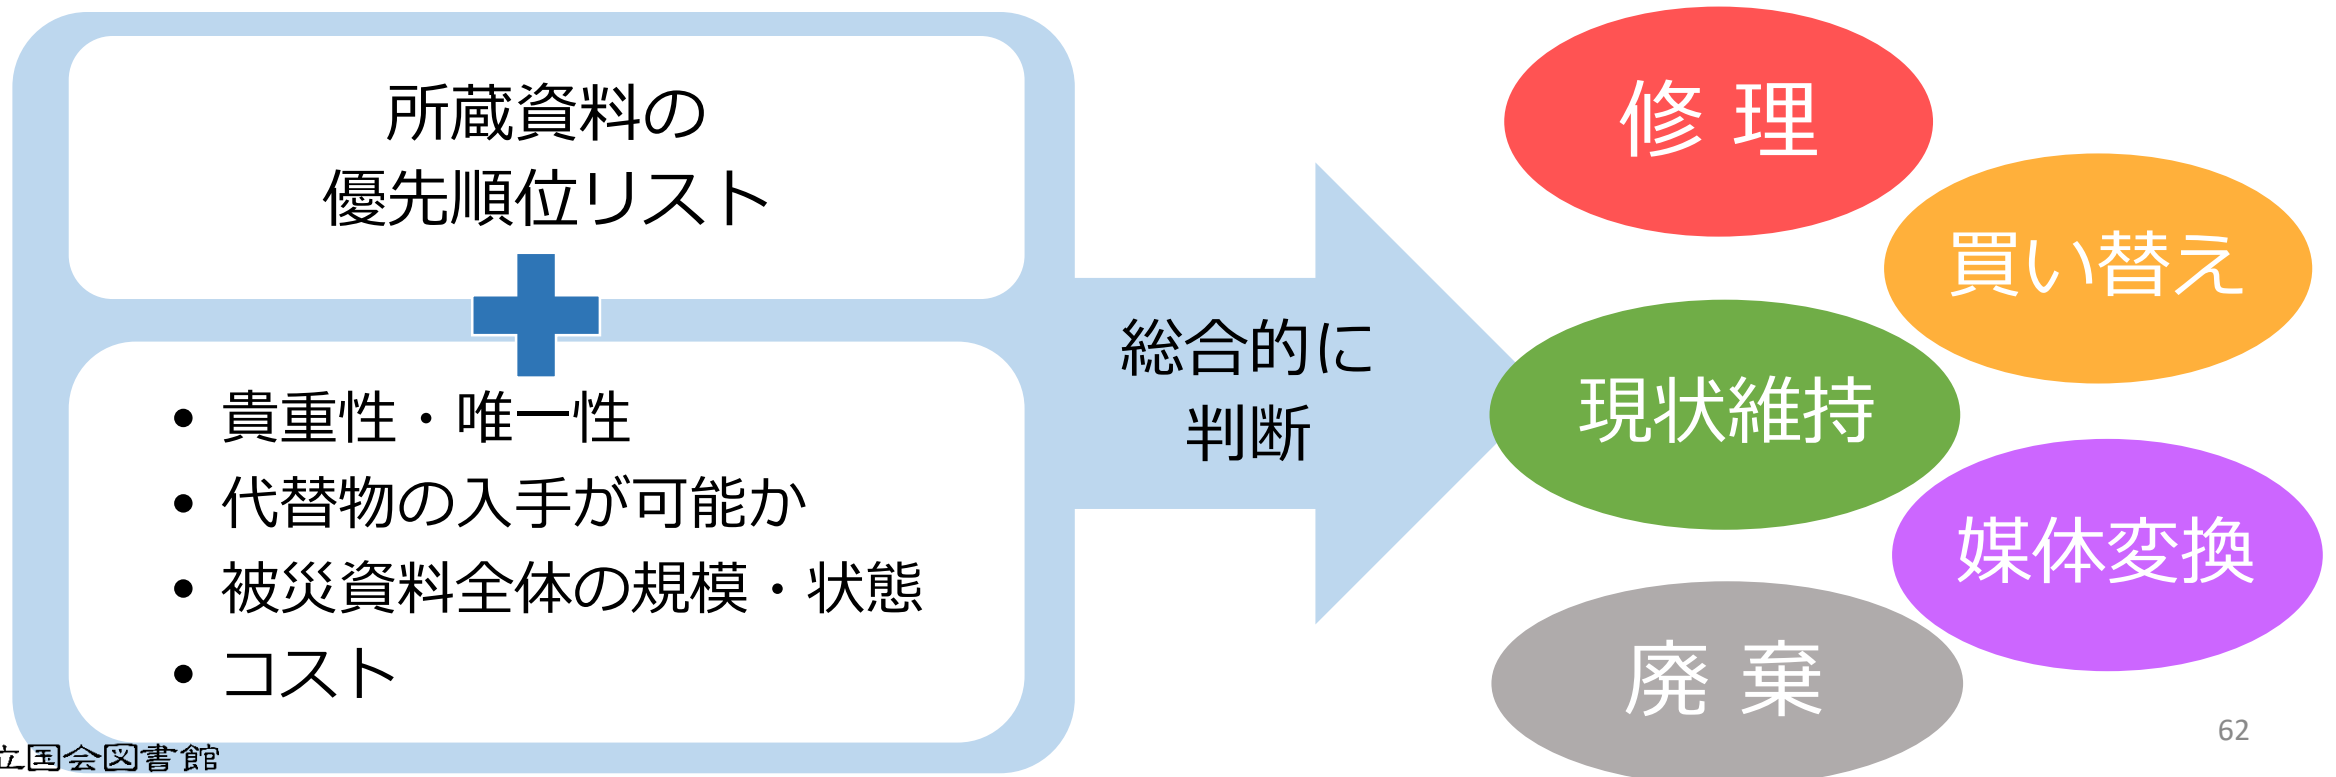 所蔵資料の
優先順位リスト
• 貴重性・唯一性
• 代替物の入手が可能か
• 被災資料全体の規模・状態
• コスト
総合的に
判断
修 理
買い替え
現状維持
媒体変換
廃 棄
立国会図書館
62